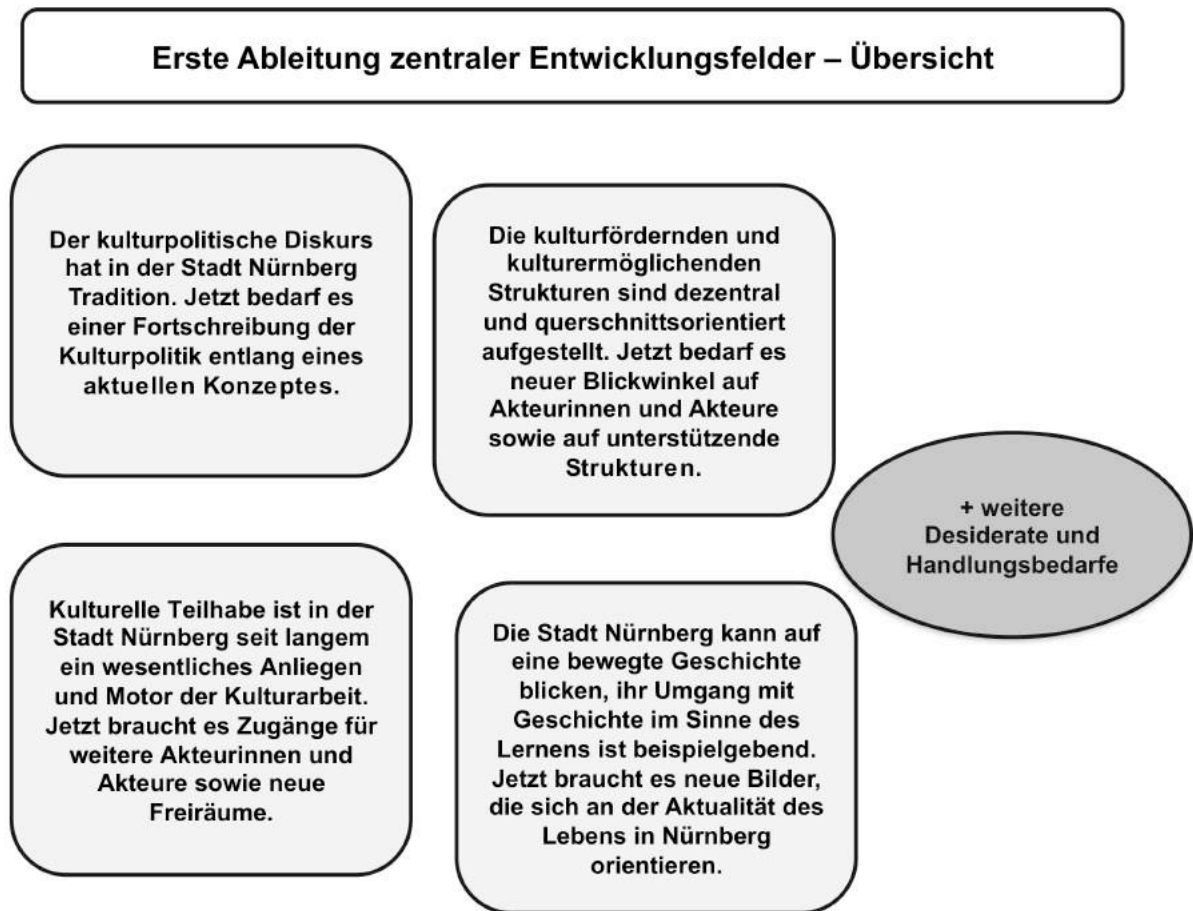 Erste Ableitung zentraler Entwicklungsfelder – Übersicht
Der kulturpolitische Diskurs
hat in der Stadt Nürnberg
Tradition. Jetzt bedarf es
einer Fortschreibung der
Kulturpolitik entlang eines
aktuellen Konzeptes.
Die kulturfördernden und
kulturermöglichenden
Strukturen sind dezentral
und querschnittsorientiert
aufgestellt. Jetzt bedarf es
neuer Blickwinkel auf
Akteurinnen und Akteure
sowie auf unterstützende
Strukturen.
+ weitere
Desiderate und
Handlungsbedarfe
Kulturelle Teilhabe ist in der
Stadt Nürnberg seit langem
ein wesentliches Anliegen
und Motor der Kulturarbeit.
Jetzt braucht es Zugänge für
weitere Akteurinnen und
Akteure sowie neue
Freiräume.
Die Stadt Nürnberg kann auf
eine bewegte Geschichte
blicken, ihr Umgang mit
Geschichte im Sinne des
Lernens ist beispielgebend.
Jetzt braucht es neue Bilder,
die sich an der Aktualität des
Lebens in Nürnberg
orientieren.